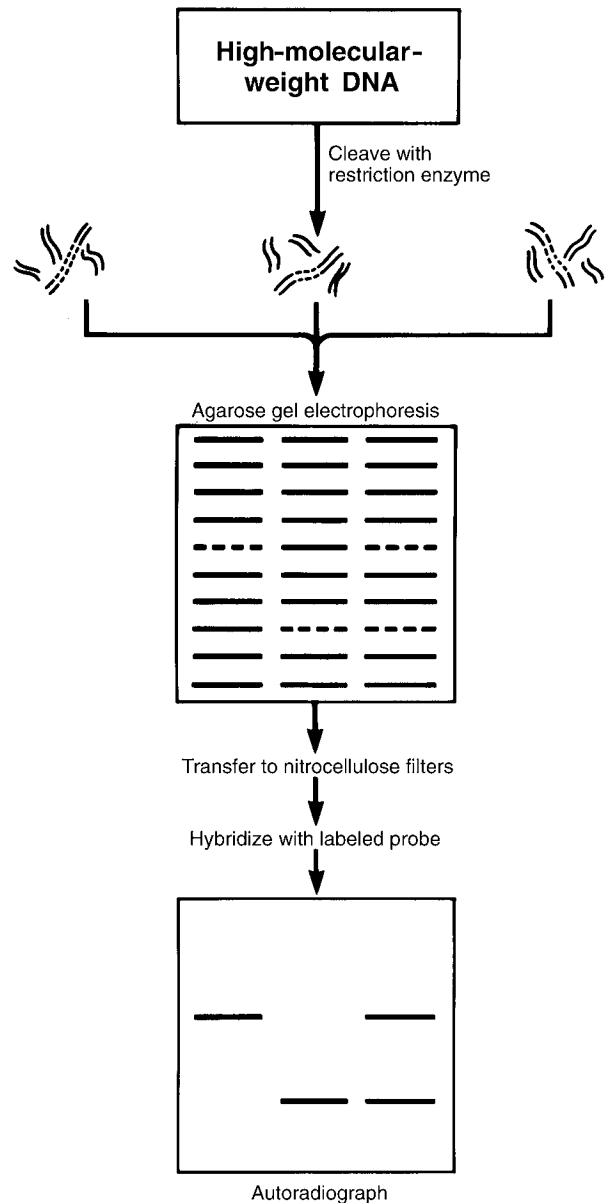 High-molecular-
weight DNA
Cleave with
restriction enzyme
Agarose gel electrophoresis
Transfer to nitrocellulose filters
Hybridize with labeled probe
Autoradiograph